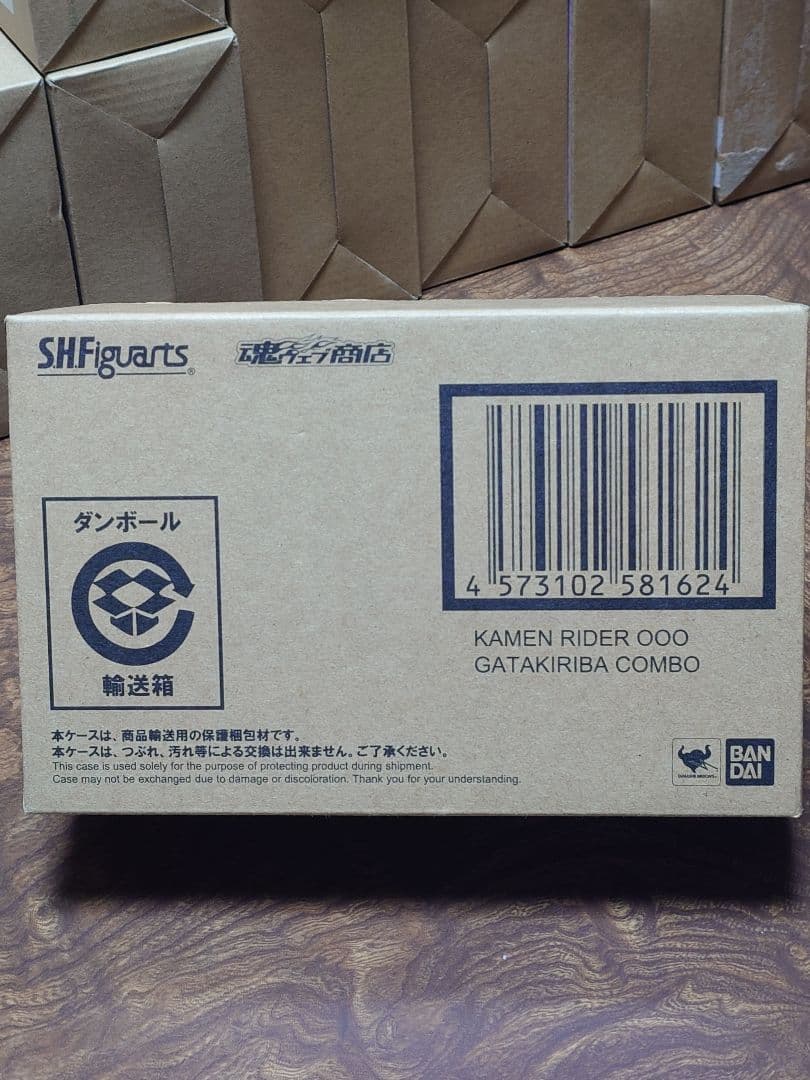 S.H.Figuarts®
魂ウェブ商店
4 573102 581624
KAMEN RIDER OOO
GATAKIRIBA COMBO
ダンボール
輸送箱
本ケースは、商品輸送用の保護梱包材です。
本ケースは、つぶれ、汚れ等による交換は出来ません。ご了承ください。
This case is used solely for the purpose of protecting product during shipment.
Case may not be exchanged due to damage or discoloration. Thank you for your understanding.
BAN
DAI